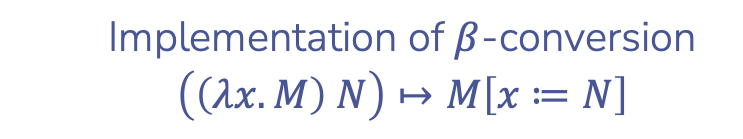 Implementation of β-conversion
((λx. M) N) ↦ M[x ≔ N]